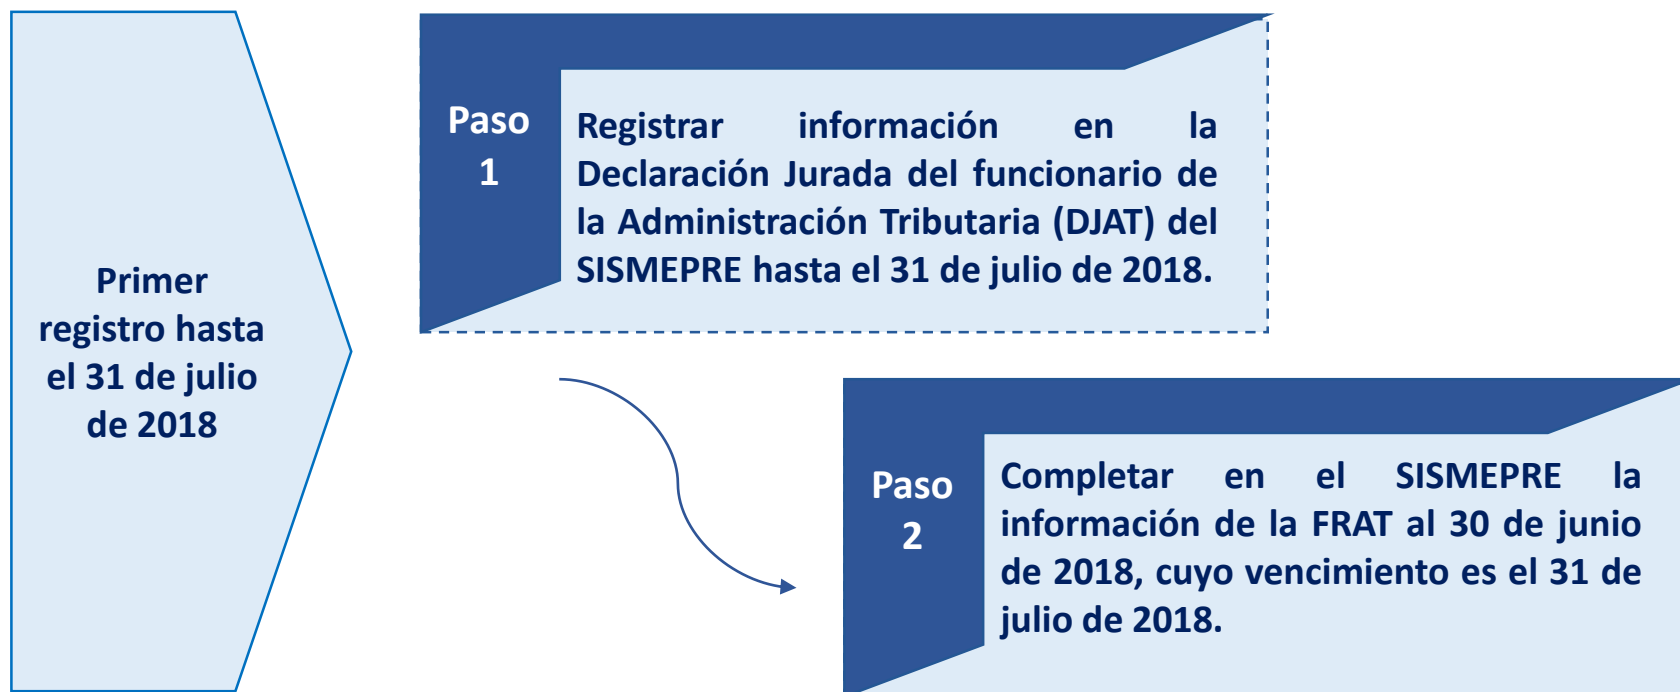 Primer
registro hasta
el 31 de julio
de 2018
Paso
1
Registrar información en la
Declaración Jurada del funcionario de
la Administración Tributaria (DJAT) del
SISMEPRE hasta el 31 de julio de 2018.
Paso
2
Completar en el SISMEPRE la
información de la FRAT al 30 de junio
de 2018, cuyo vencimiento es el 31 de
julio de 2018.